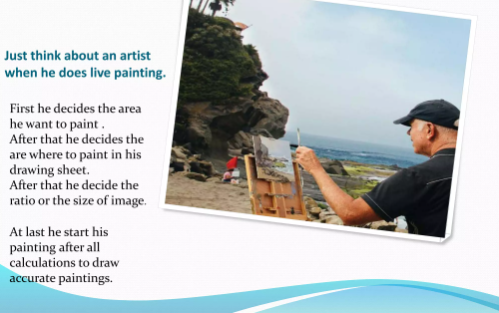 Just think about an artist
when he does live painting.
First he decides the area
he want to paint .
After that he decides the
are where to paint in his
drawing sheet.
After that he decide the
ratio or the size of image.
At last he start his
painting after all
calculations to draw
accurate paintings.